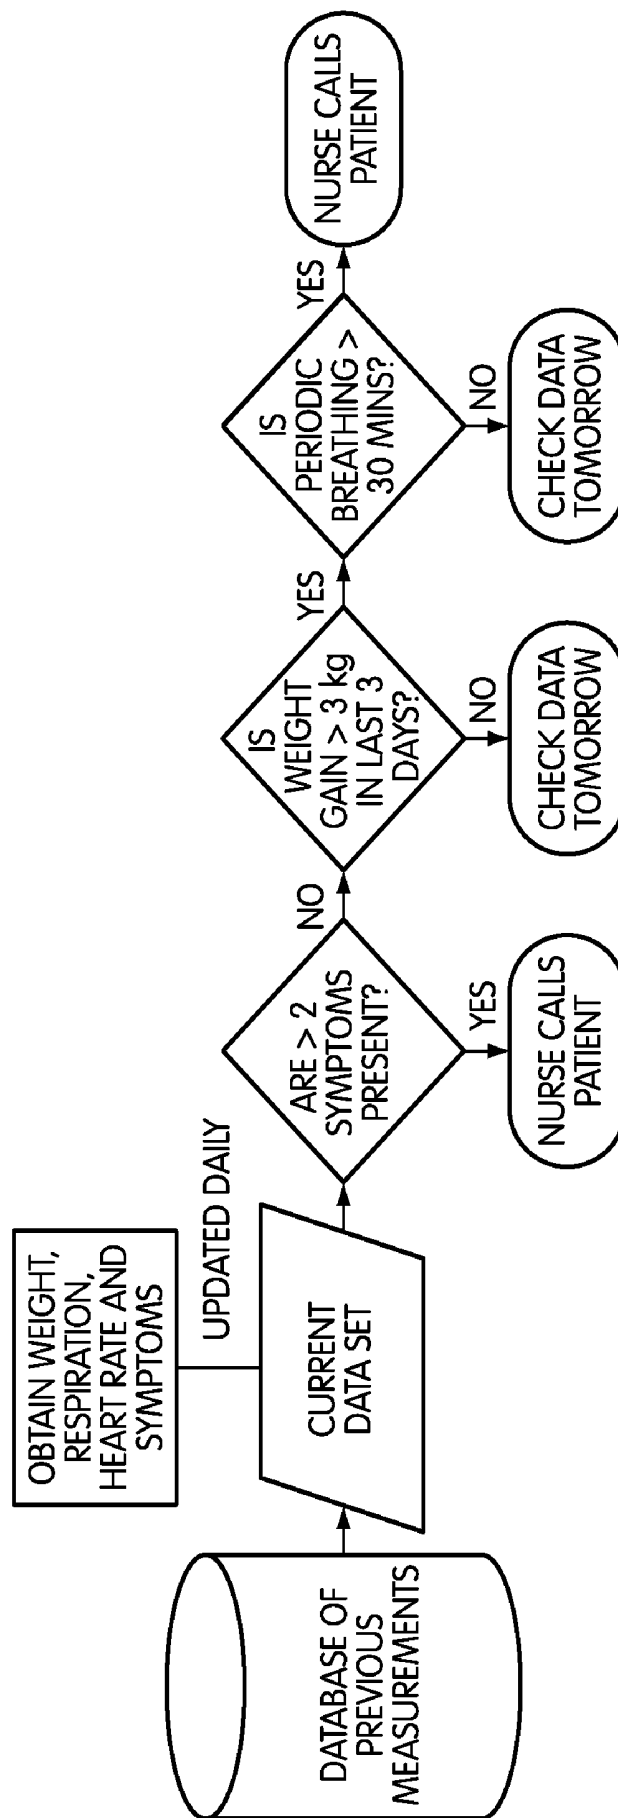 OBTAIN WEIGHT,
RESPIRATION,
HEART RATE AND
SYMPTOMS
UPDATED DAILY
DATABASE OF
PREVIOUS
MEASUREMENTS
CURRENT
DATA SET
ARE > 2
SYMPTOMS
PRESENT?
YES
NURSE CALLS
PATIENT
NO
IS
WEIGHT
GAIN > 3 kg
IN LAST 3
DAYS?
NO
CHECK DATA
TOMORROW
YES
IS
PERIODIC
BREATHING >
30 MINS?
NO
CHECK DATA
TOMORROW
YES
NURSE CALLS
PATIENT